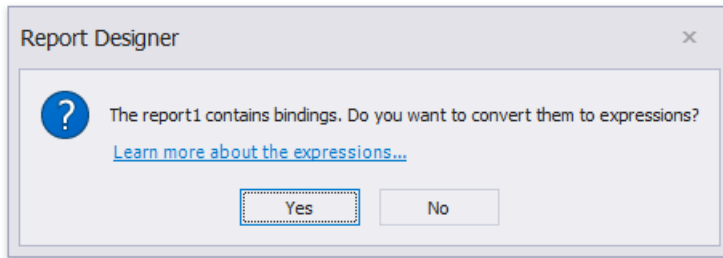 Report Designer
?
The report1 contains bindings. Do you want to convert them to expressions?
Learn more about the expressions...
Yes No